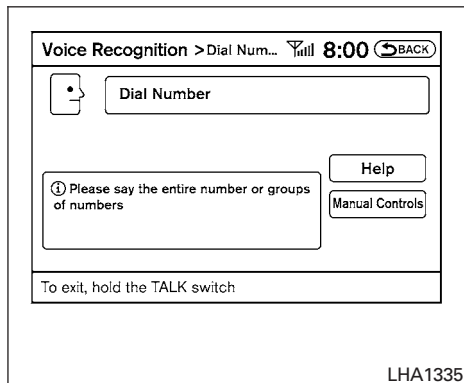 Voice Recognition > Dial Num... 8:00 BACK
Dial Number
Help
Please say the entire number or groups
of numbers
Manual Controls
To exit, hold the TALK switch
LHA1335